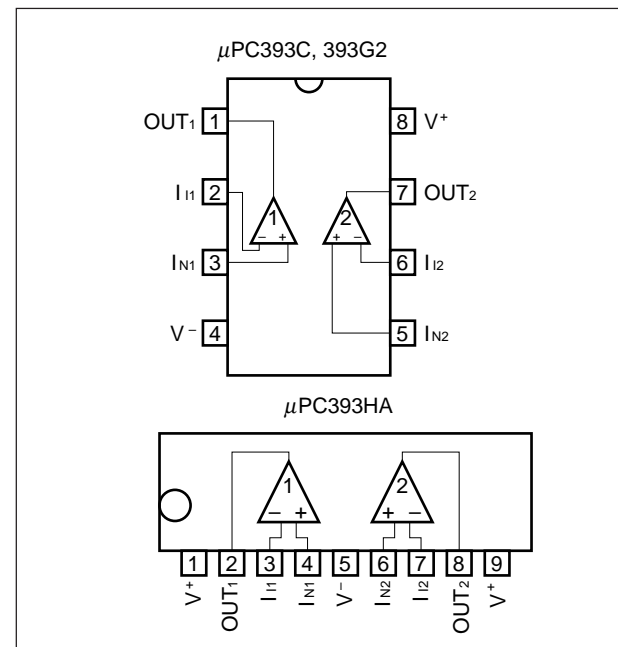 μPC393C, 393G2
OUT1 1 8 V+
II1 2 7 OUT2
1 2
− + + −
IN1 3 6 II2
V− 4 5 IN2
μPC393HA
1 2
− + + −
1 2 3 4 5 6 7 8 9
V+ OUT1 II1 IN1 V− IN2 II2 OUT2 V+